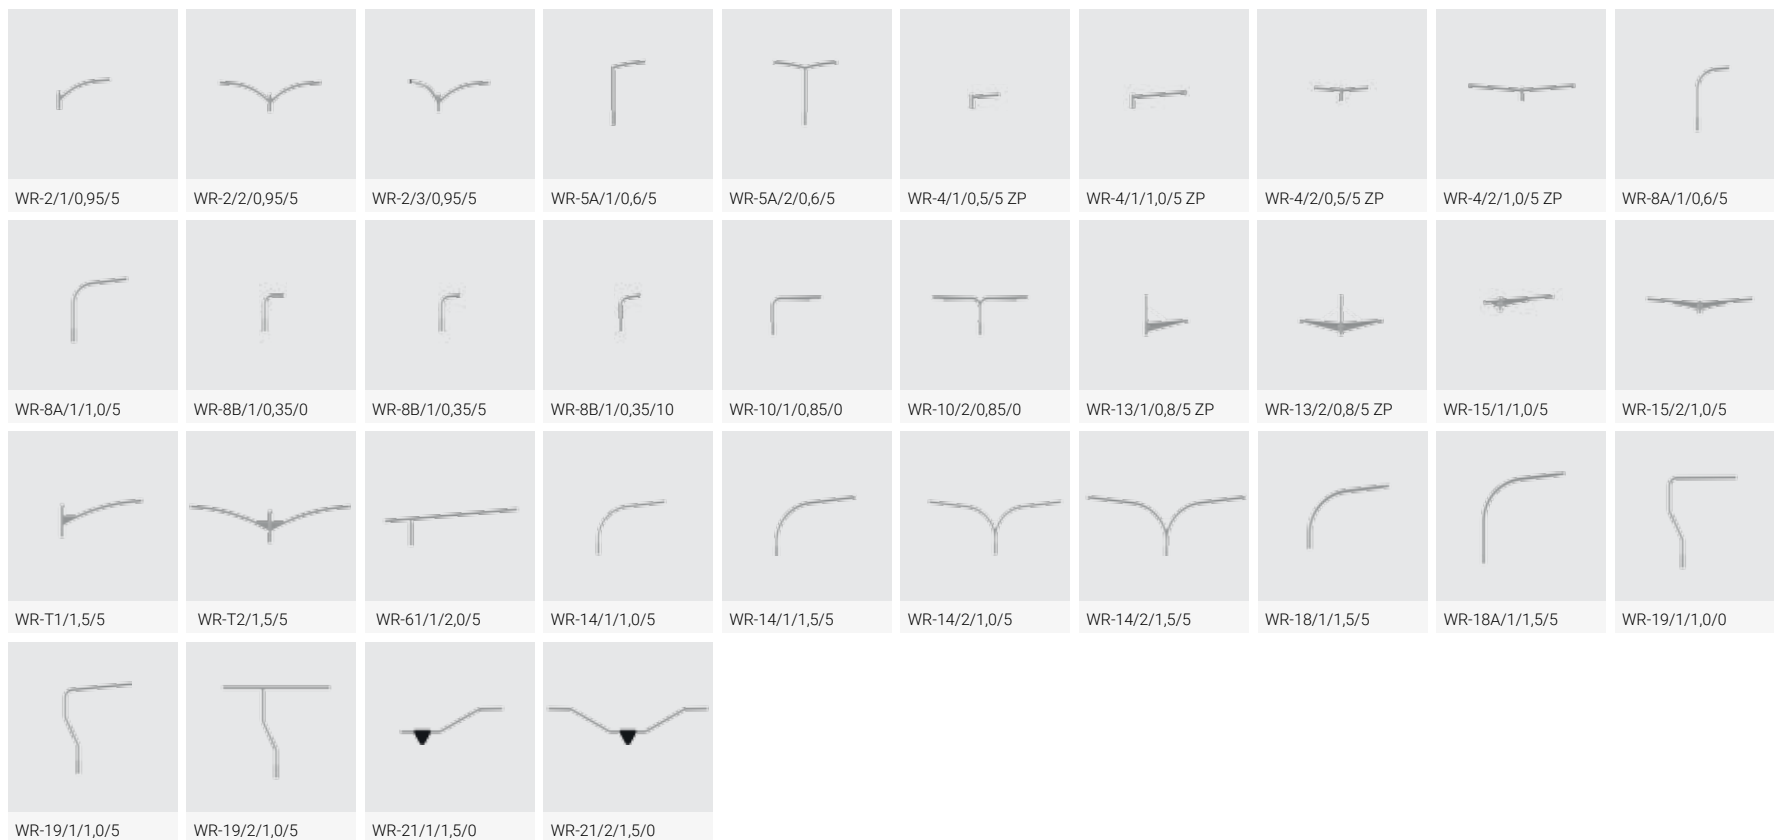 WR-2/1/0,95/5
WR-2/2/0,95/5
WR-2/3/0,95/5
WR-5A/1/0,6/5
WR-5A/2/0,6/5
WR-4/1/0,5/5 ZP
WR-4/1/1,0/5 ZP
WR-4/2/0,5/5 ZP
WR-4/2/1,0/5 ZP
WR-8A/1/0,6/5
WR-8A/1/1,0/5
WR-8B/1/0,35/0
WR-8B/1/0,35/5
WR-8B/1/0,35/10
WR-10/1/0,85/0
WR-10/2/0,85/0
WR-13/1/0,8/5 ZP
WR-13/2/0,8/5 ZP
WR-15/1/1,0/5
WR-15/2/1,0/5
WR-T1/1,5/5
WR-T2/1,5/5
WR-61/1/2,0/5
WR-14/1/1,0/5
WR-14/1/1,5/5
WR-14/2/1,0/5
WR-14/2/1,5/5
WR-18/1/1,5/5
WR-18A/1/1,5/5
WR-19/1/1,0/0
WR-19/1/1,0/5
WR-19/2/1,0/5
WR-21/1/1,5/0
WR-21/2/1,5/0